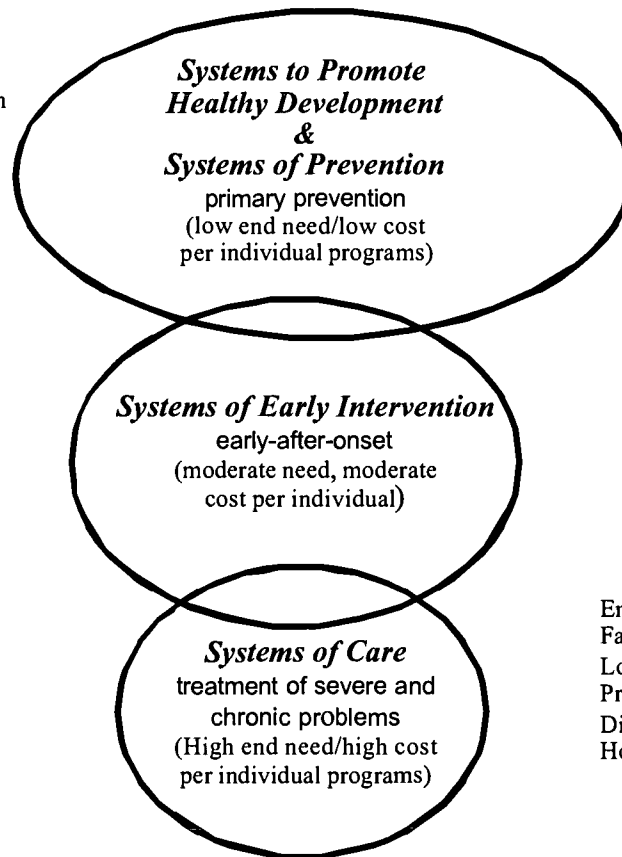 Systems to Promote
Healthy Development
&
Systems of Prevention
primary prevention
(low end need/low cost
per individual programs)
Systems of Early Intervention
early-after-onset
(moderate need, moderate
cost per individual)
Systems of Care
treatment of severe and
chronic problems
(High end need/high cost
per individual programs)